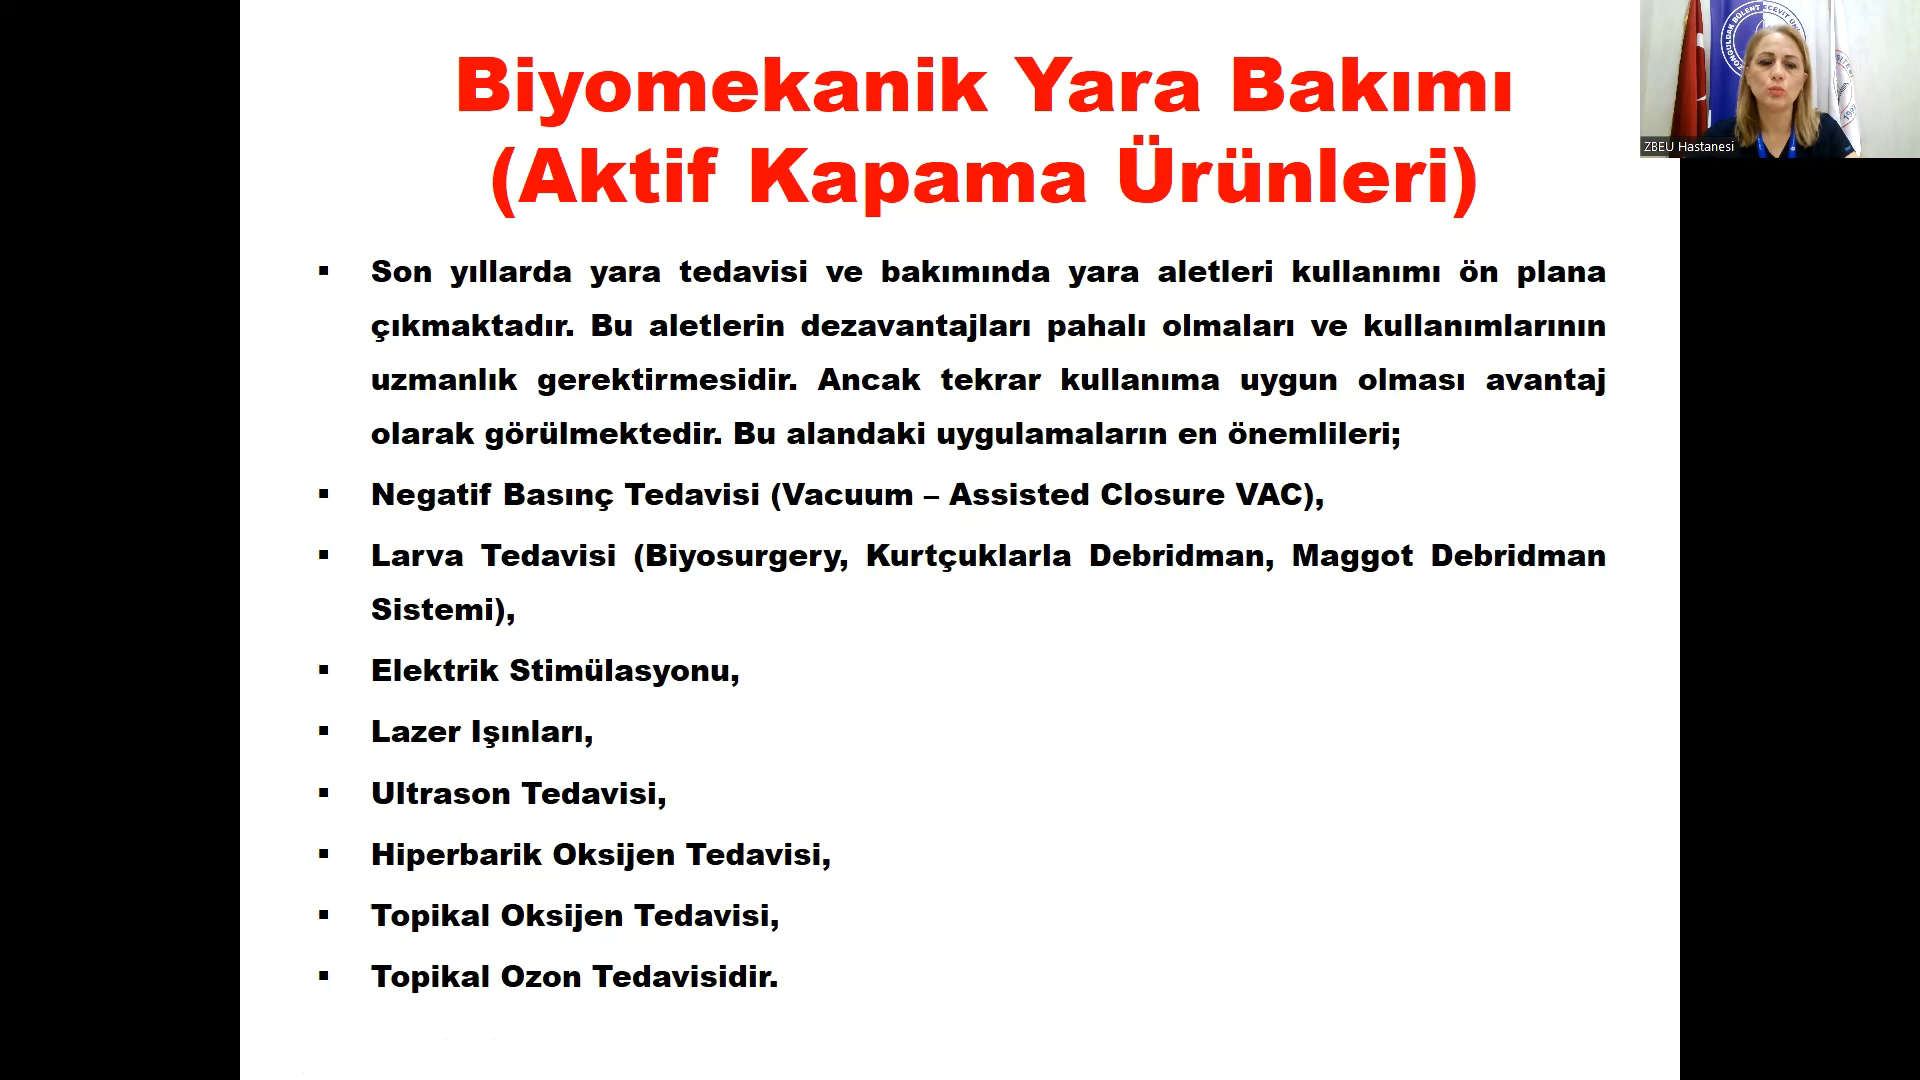 Biyomekanik Yara Bakımı
(Aktif Kapama Ürünleri)
▪ Son yıllarda yara tedavisi ve bakımında yara aletleri kullanımı ön plana
çıkmaktadır. Bu aletlerin dezavantajları pahalı olmaları ve kullanımlarının
uzmanlık gerektirmesidir. Ancak tekrar kullanıma uygun olması avantaj
olarak görülmektedir. Bu alandaki uygulamaların en önemlileri;
▪ Negatif Basınç Tedavisi (Vacuum – Assisted Closure VAC),
▪ Larva Tedavisi (Biyosurgery, Kurtçuklarla Debridman, Maggot Debridman
Sistemi),
▪ Elektrik Stimülasyonu,
▪ Lazer Işınları,
▪ Ultrason Tedavisi,
▪ Hiperbarik Oksijen Tedavisi,
▪ Topikal Oksijen Tedavisi,
▪ Topikal Ozon Tedavisidir.
ZBEU Hastanesi